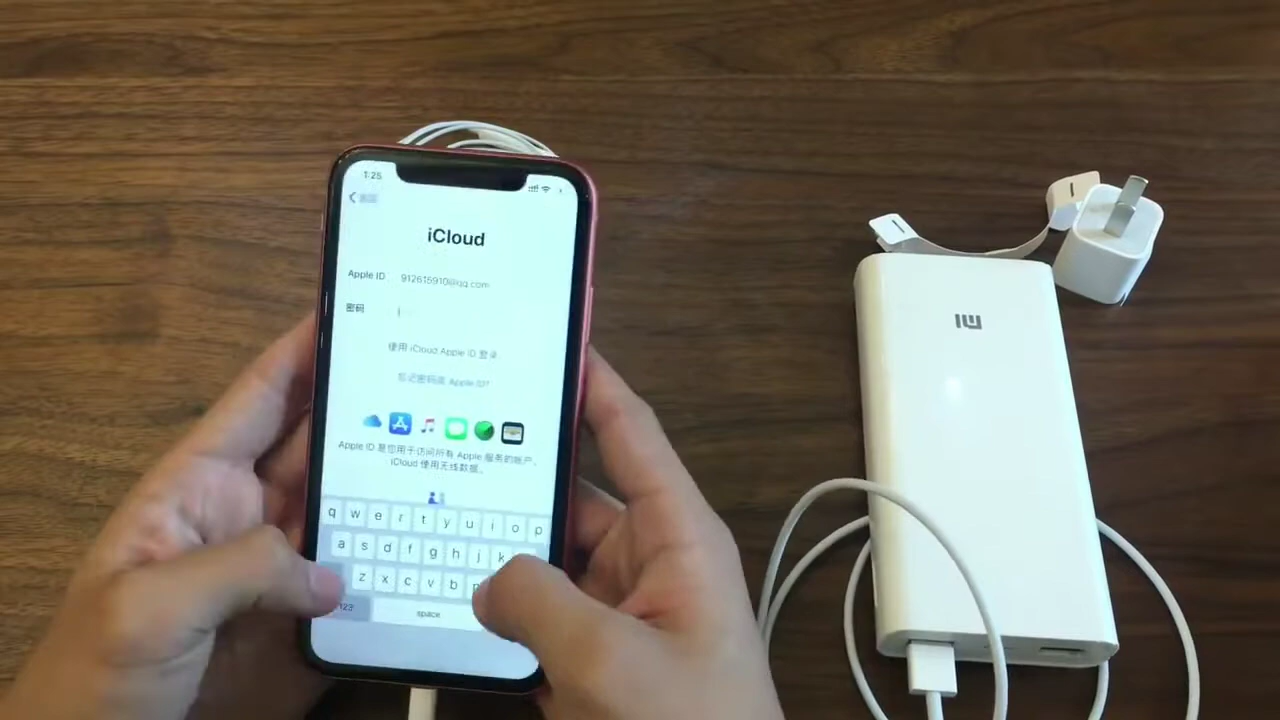 1:25
iCloud
Apple ID 912615910@qq.com
密码
使用 iCloud Apple ID 登录
忘记密码或 Apple ID?
Apple ID 是您用于访问所有 Apple 服务的帐户。
iCloud 使用无线数据。
q w e r t y u i o p
a s d f g h j k
z x c v b
123 space